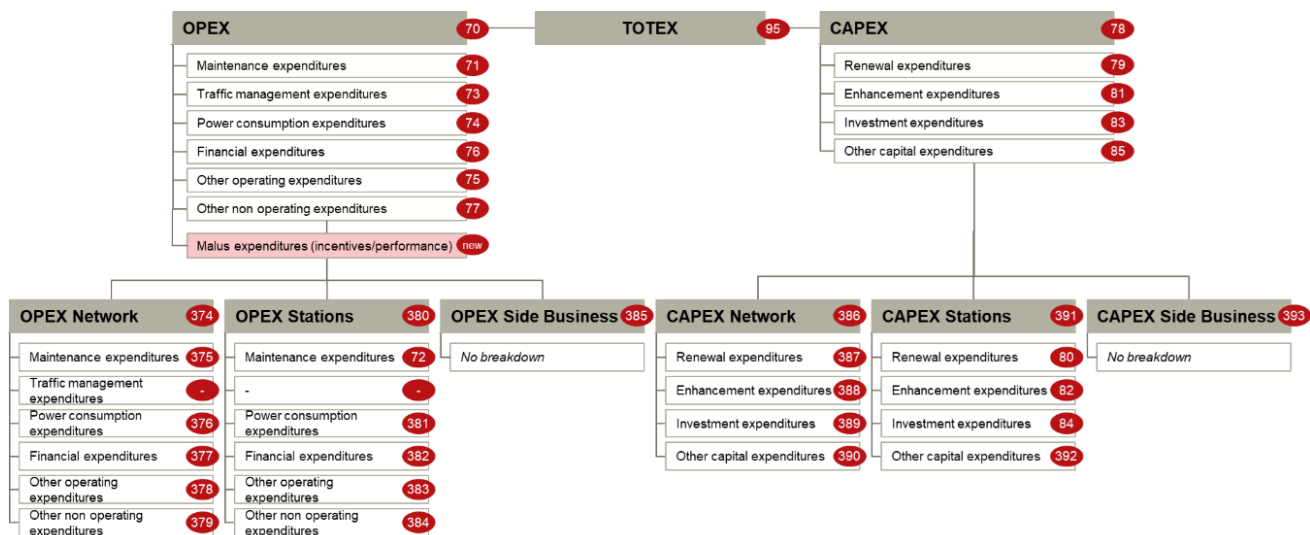 OPEX 70
TOTEX 95
CAPEX 78
Maintenance expenditures 71
Traffic management expenditures 73
Power consumption expenditures 74
Financial expenditures 76
Other operating expenditures 75
Other non operating expenditures 77
Malus expenditures (incentives/performance) new
Renewal expenditures 79
Enhancement expenditures 81
Investment expenditures 83
Other capital expenditures 85
OPEX Network 374
Maintenance expenditures 375
Traffic management
expenditures -
Power consumption
expenditures 376
Financial expenditures 377
Other operating
expenditures 378
Other non operating
expenditures 379
OPEX Stations 380
Maintenance expenditures 72
- -
Power consumption
expenditures 381
Financial expenditures 382
Other operating
expenditures 383
Other non operating
expenditures 384
OPEX Side Business 385
No breakdown
CAPEX Network 386
Renewal expenditures 387
Enhancement expenditures 388
Investment expenditures 389
Other capital expenditures 390
CAPEX Stations 391
Renewal expenditures 80
Enhancement expenditures 82
Investment expenditures 84
Other capital expenditures 392
CAPEX Side Business 393
No breakdown